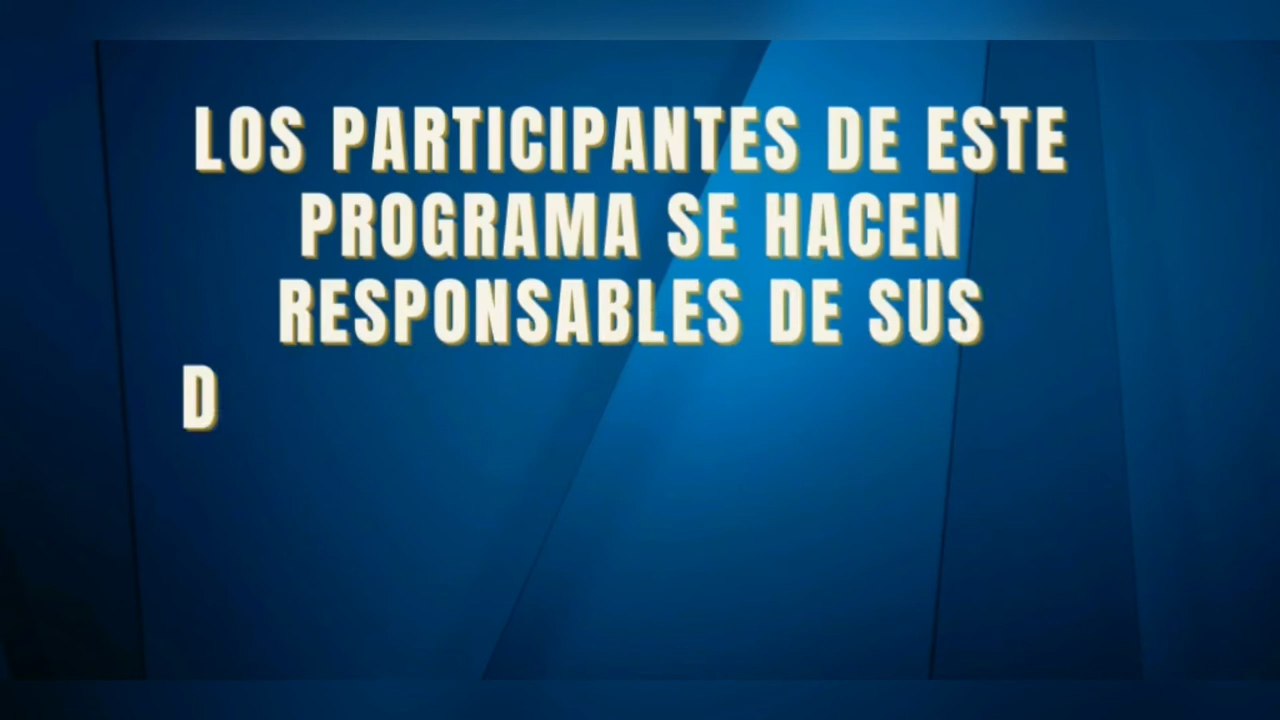 LOS PARTICIPANTES DE ESTE
PROGRAMA SE HACEN
RESPONSABLES DE SUS
D